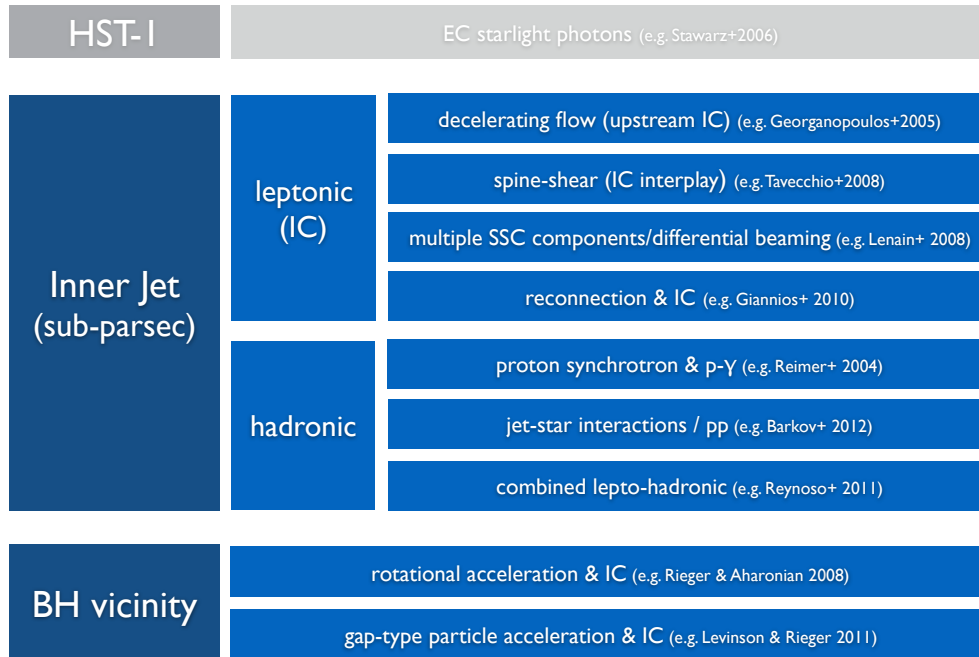 HST-1
EC starlight photons (e.g. Stawarz+2006)
Inner Jet
(sub-parsec)
leptonic
(IC)
decelerating flow (upstream IC) (e.g. Georganopoulos+2005)
spine-shear (IC interplay) (e.g. Tavecchio+2008)
multiple SSC components/differential beaming (e.g. Lenain+ 2008)
reconnection & IC (e.g. Giannios+ 2010)
hadronic
proton synchrotron & p-γ (e.g. Reimer+ 2004)
jet-star interactions / pp (e.g. Barkov+ 2012)
combined lepto-hadronic (e.g. Reynoso+ 2011)
BH vicinity
rotational acceleration & IC (e.g. Rieger & Aharonian 2008)
gap-type particle acceleration & IC (e.g. Levinson & Rieger 2011)